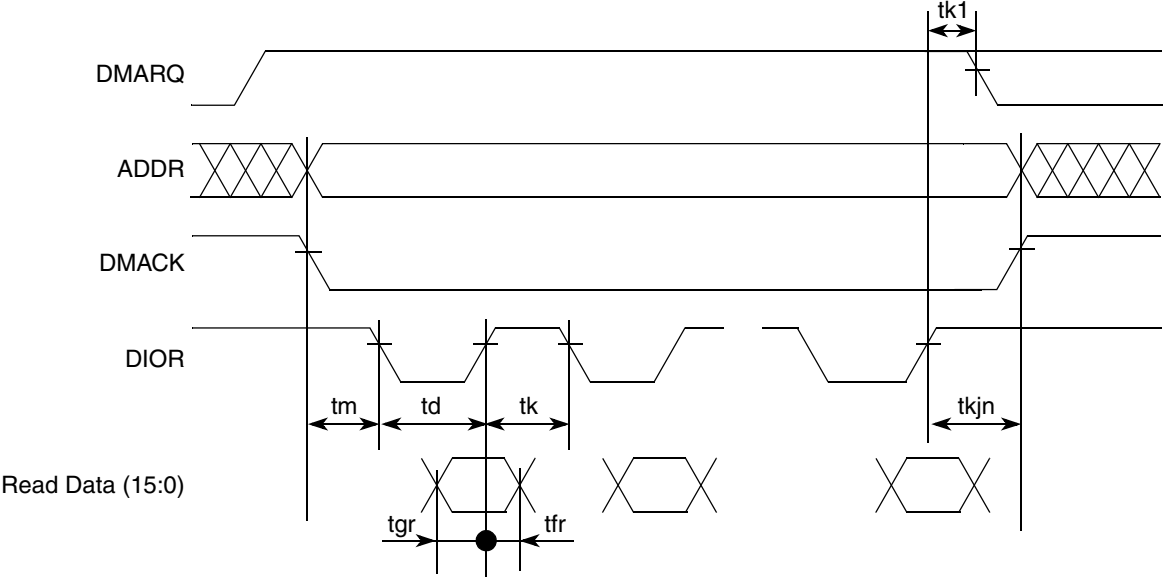 tk1
DMARQ
ADDR
DMACK
DIOR
tm td tk tkjn
Read Data (15:0)
tgr tfr